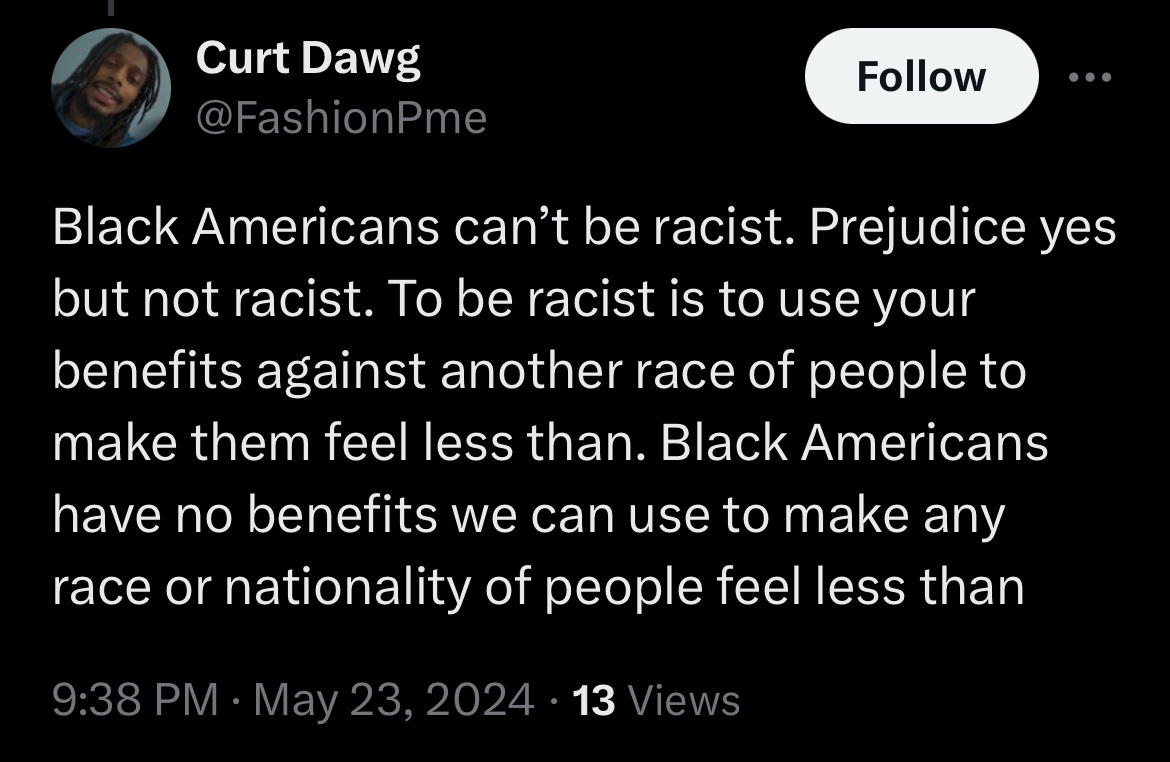 Curt Dawg
@FashionPme
Follow
Black Americans can’t be racist. Prejudice yes
but not racist. To be racist is to use your
benefits against another race of people to
make them feel less than. Black Americans
have no benefits we can use to make any
race or nationality of people feel less than
9:38 PM · May 23, 2024 · 13 Views